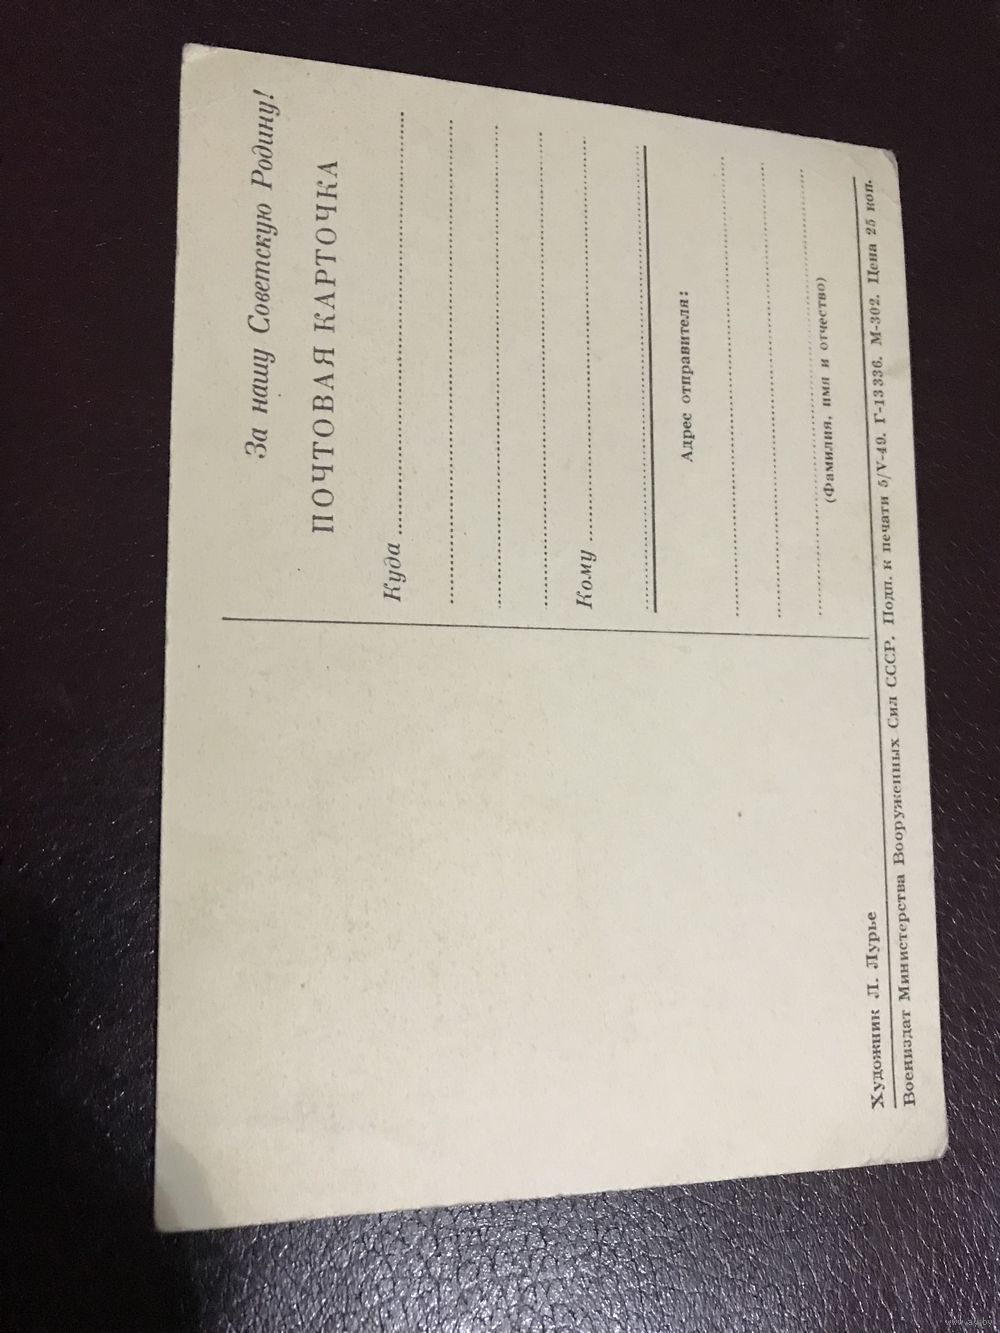 За нашу Советскую Родину!
ПОЧТОВАЯ КАРТОЧКА
Куда
Кому
Адрес отправителя:
(Фамилия, имя и отчество)
Художник Л. Лурье
Воениздат Министерства Вооруженных Сил СССР. Подп. к печати 5/V-49. Г-13336. М-302. Цена 25 коп.